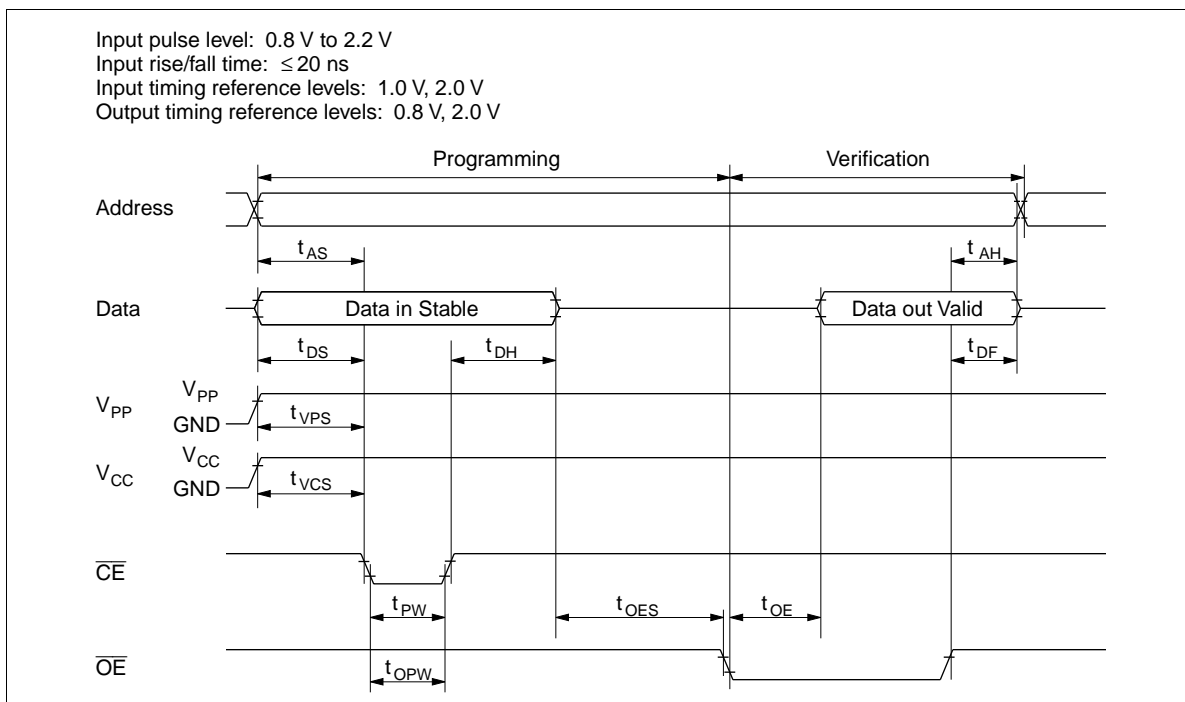 Input pulse level: 0.8 V to 2.2 V
Input rise/fall time: ≤ 20 ns
Input timing reference levels: 1.0 V, 2.0 V
Output timing reference levels: 0.8 V, 2.0 V
Programming Verification
Address
tAS tAH
Data Data in Stable Data out Valid
tDS tDH tDF
VPP VPP
GND tVPS
VCC VCC
GND tVCS
CE
tPW tOES tOE
OE
tOPW